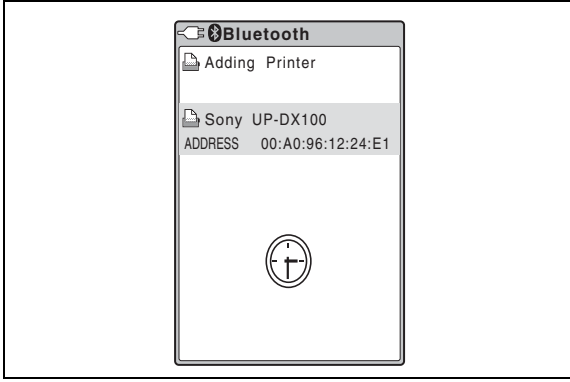 Bluetooth
Adding Printer
Sony UP-DX100
ADDRESS 00:A0:96:12:24:E1